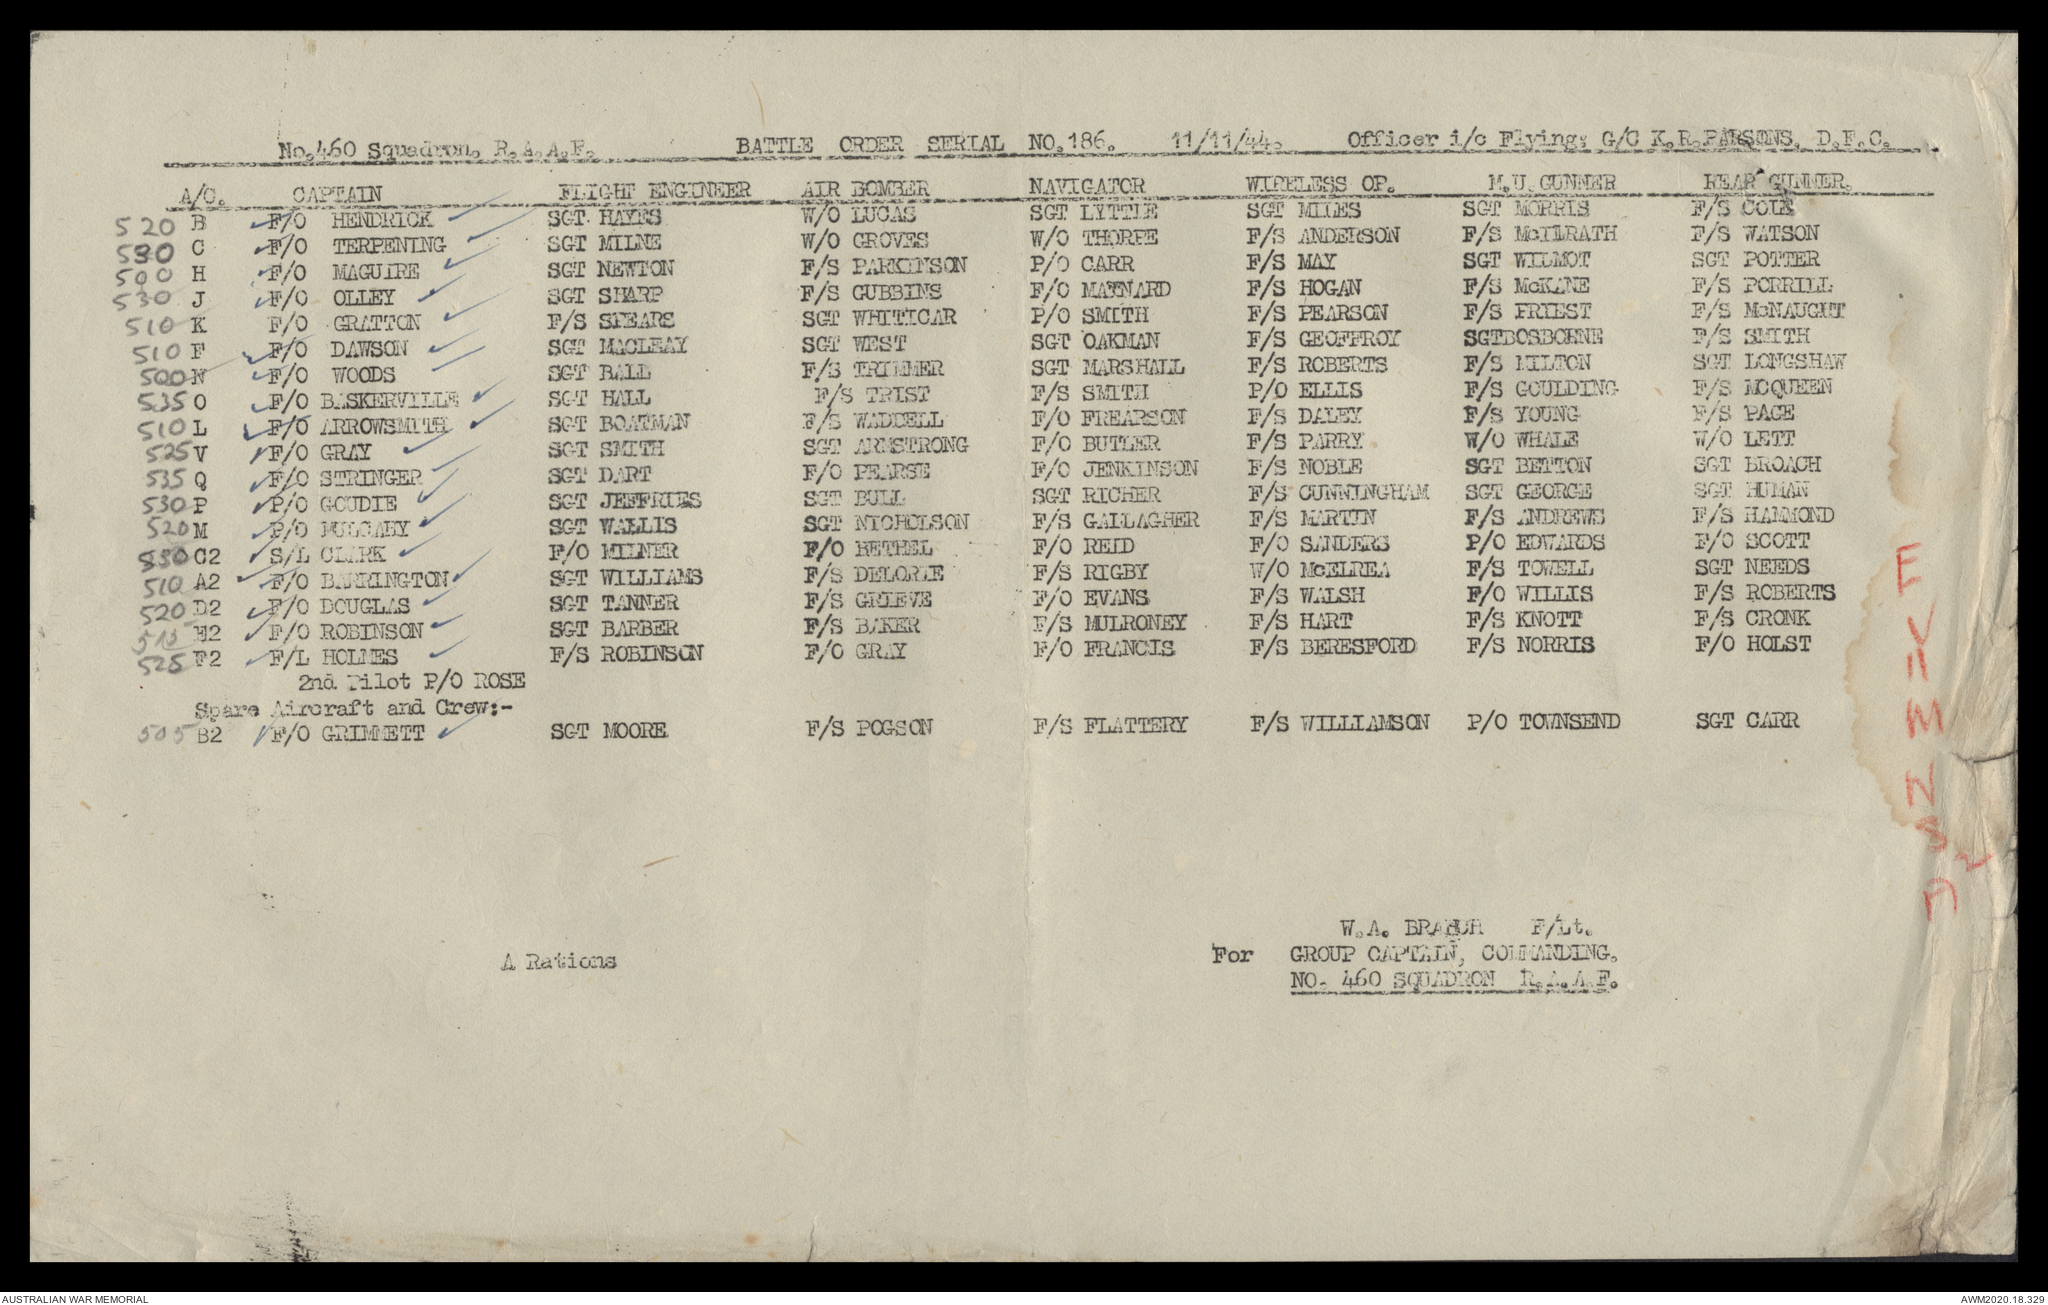 No.460 Squadron, R.A.A.F. BATTLE ORDER SERIAL NO.186. 11/11/44. Officer i/c Flying: G/C K.R.PARSONS, D.F.C.
A/C. CAPTAIN FLIGHT ENGINEER AIR BOMBER NAVIGATOR WIRELESS OP. M.U.GUNNER REAR GUNNER.
520 B F/O HENDRICK SGT HAYES W/O LUCAS SGT LYTTLE SGT MILES SGT MORRIS F/S COLE
530 C F/O TERPENING SGT MILNE W/O GROVES W/O THORPE F/S ANDERSON F/S McILRATH F/S WATSON
500 H F/O MAGUIRE SGT NEWTON F/S PARKINSON P/O CARR F/S MAY SGT WILMOT SGT POTTER
530 J F/O OLLEY SGT SHARP F/S GUBBINS F/O MAYNARD F/S HOGAN F/S McKANE F/S PORRILL
510 K F/O GRATTON F/S SPEARS SGT WHITICAR P/O SMITH F/S PEARSON F/S PRIEST F/S McNAUGHT
510 F F/O DAWSON SGT MACLEAY SGT WEST SGT OAKMAN F/S GEOFFROY SGTBOSBORNE F/S SMITH
500 N F/O WOODS SGT BALL F/S TRIMMER SGT MARSHALL F/S ROBERTS F/S MILTON SGT LONGSHAW
535 O F/O BASKERVILLE SGT HALL F/S TRIST F/S SMITH P/O ELLIS F/S GOULDING F/S MCQUEEN
510 L F/O ARROWSMITH SGT BOATMAN F/S WADDELL F/O FREARSON F/S DALEY F/S YOUNG F/S PAGE
525 V F/O GRAY SGT SMITH SGT ARMSTRONG F/O BUTLER F/S PARRY W/O WHALE W/O LETT
535 Q F/O STRINGER SGT DART F/O PEARSE F/O JENKINSON F/S NOBLE SGT BETTON SGT BROACH
530 P P/O GOUDIE SGT JEFFRIES SGT BULL SGT RICHER F/S CUNNINGHAM SGT GEORGE SGT HUMAN
520 M P/O MULCAHY SGT WALLIS SGT NICHOLSON F/S GALLAGHER F/S MARTIN F/S ANDREWS F/S HAMMOND
530 C2 S/L CLARK F/O MILNER F/O BETHEL F/O REID F/O SANDERS P/O EDWARDS F/O SCOTT
510 A2 F/O BARRINGTON SGT WILLIAMS F/S DELORIE F/S RIGBY W/O McELREA F/S TOWELL SGT NEEDS
520 D2 F/O DOUGLAS SGT TANNER F/S GRIEVE F/O EVANS F/S WALSH F/O WILLIS F/S ROBERTS
515 E2 F/O ROBINSON SGT BARBER F/S BAKER F/S MULRONEY F/S HART F/S KNOTT F/S CRONK
525 F2 F/L HOLMES F/S ROBINSON F/O GRAY F/O FRANCIS F/S BERESFORD F/S NORRIS F/O HOLST
2nd Pilot P/O ROSE
Spare Aircraft and Crew:-
505 B2 F/O GRIMMETT SGT MOORE F/S POGSON F/S FLATTERY F/S WILLIAMSON P/O TOWNSEND SGT CARR
W.A. BRANCH F/Lt.
A Rations For GROUP CAPTAIN, COMMANDING,
NO. 460 SQUADRON R.A.A.F.
AUSTRALIAN WAR MEMORIAL AWM2020.18.329